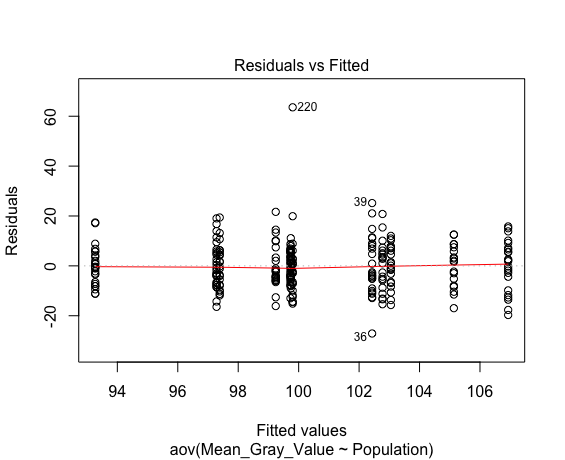 Residuals vs Fitted
Residuals
60
40
20
0
-20
220
39
36
94 96 98 100 102 104 106
Fitted values
aov(Mean_Gray_Value ~ Population)